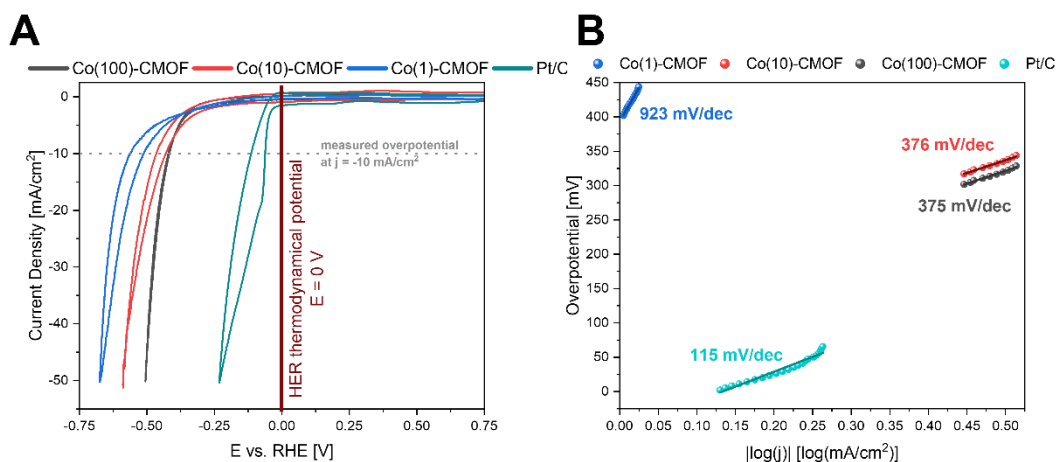 A
Co(100)-CMOF Co(10)-CMOF Co(1)-CMOF Pt/C
0
-10
-20
-30
-40
-50
Current Density [mA/cm²]
measured overpotential
at j = -10 mA/cm²
HER thermodynamical potential
E = 0 V
-0.75 -0.50 -0.25 0.00 0.25 0.50 0.75
E vs. RHE [V]
B
Co(1)-CMOF Co(10)-CMOF Co(100)-CMOF Pt/C
450
400
350
300
250
200
150
100
50
0
Overpotential [mV]
923 mV/dec
376 mV/dec
375 mV/dec
115 mV/dec
0.00 0.05 0.10 0.15 0.20 0.25 0.30 0.35 0.40 0.45 0.50
|log(j)| [log(mA/cm²)]